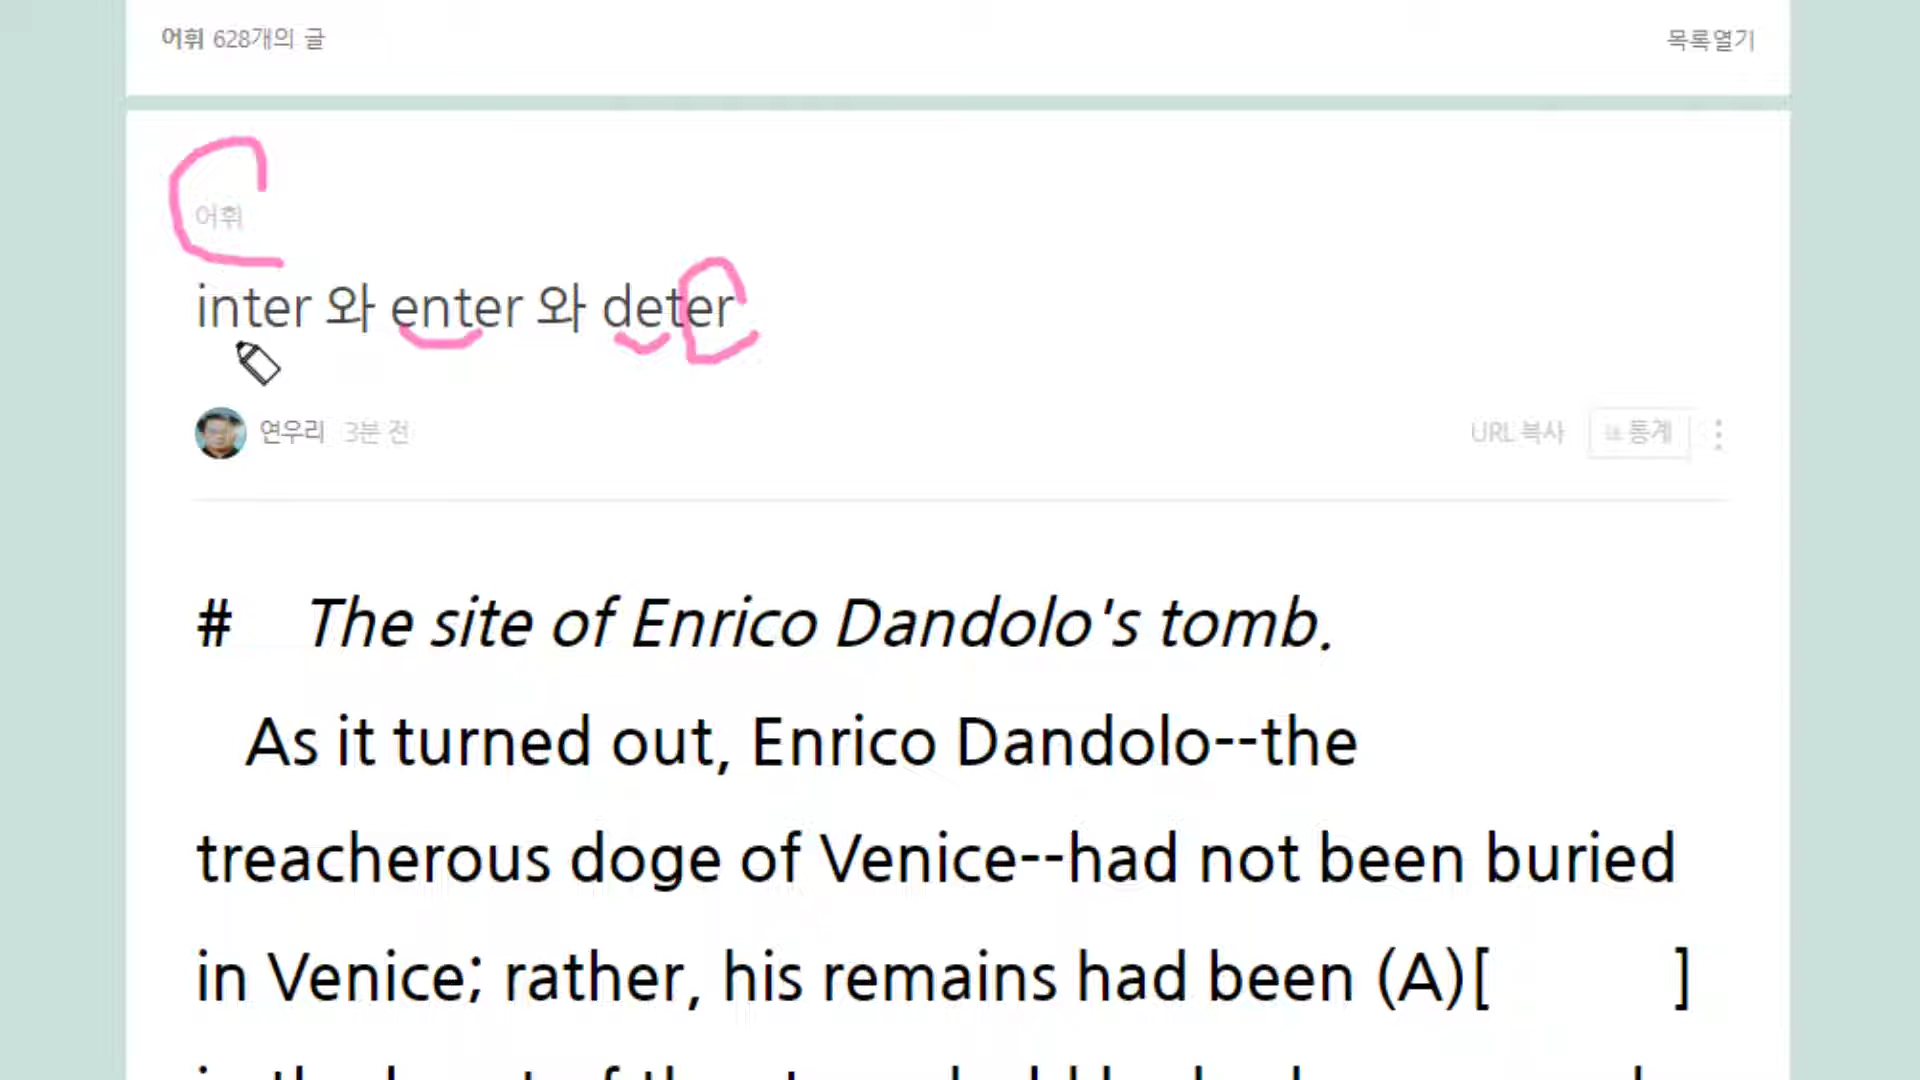 어휘 628개의 글
목록열기
어휘
inter 와 enter 와 deter
연우리 3분 전
URL 복사 통계
# The site of Enrico Dandolo's tomb.
As it turned out, Enrico Dandolo--the
treacherous doge of Venice--had not been buried
in Venice; rather, his remains had been (A)[ ]